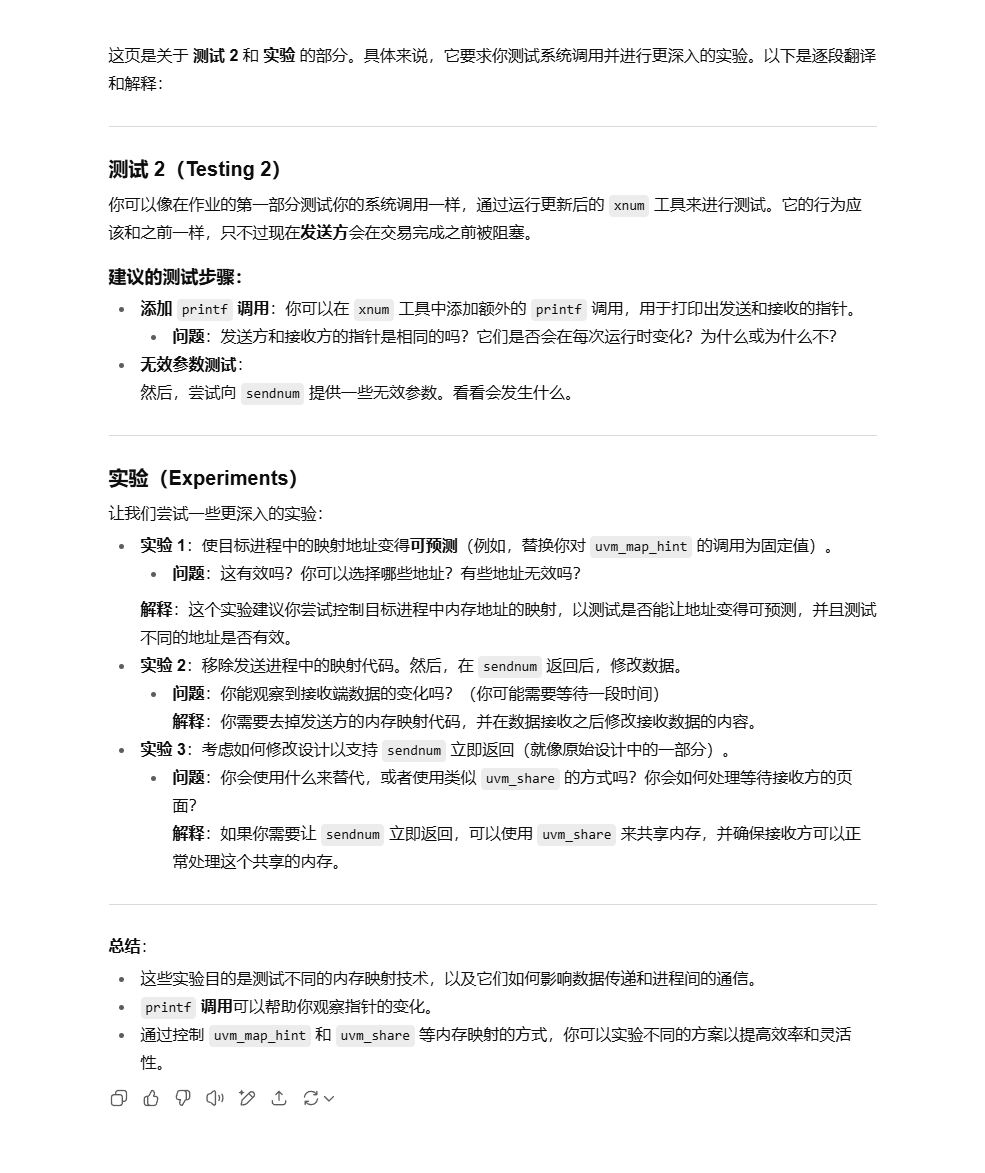 这页是关于 测试 2 和 实验 的部分。具体来说，它要求你测试系统调用并进行更深入的实验。以下是逐段翻译
和解释：
测试 2（Testing 2）
你可以像在作业的第一部分测试你的系统调用一样，通过运行更新后的 xnum 工具来进行测试。它的行为应
该和之前一样，只不过现在发送方会在交易完成之前被阻塞。
建议的测试步骤：
添加 printf 调用：你可以在 xnum 工具中添加额外的 printf 调用，用于打印出发送和接收的指针。
问题：发送方和接收方的指针是相同的吗？它们是否会在每次运行时变化？为什么或为什么不？
无效参数测试：
然后，尝试向 sendnum 提供一些无效参数。看看会发生什么。
实验（Experiments）
让我们尝试一些更深入的实验：
实验 1：使目标进程中的映射地址变得可预测（例如，替换你对 uvm_map_hint 的调用为固定值）。
问题：这有效吗？你可以选择哪些地址？有些地址无效吗？
解释：这个实验建议你尝试控制目标进程中内存地址的映射，以测试是否能让地址变得可预测，并且测试
不同的地址是否有效。
实验 2：移除发送进程中的映射代码。然后，在 sendnum 返回后，修改数据。
问题：你能观察到接收端数据的变化吗？（你可能需要等待一段时间）
解释：你需要去掉发送方的内存映射代码，并在数据接收之后修改接收数据的内容。
实验 3：考虑如何修改设计以支持 sendnum 立即返回（就像原始设计中的一部分）。
问题：你会使用什么来替代，或者使用类似 uvm_share 的方式吗？你会如何处理等待接收方的页
面？
解释：如果你需要让 sendnum 立即返回，可以使用 uvm_share 来共享内存，并确保接收方可以正
常处理这个共享的内存。
总结：
这些实验目的是测试不同的内存映射技术，以及它们如何影响数据传递和进程间的通信。
printf 调用可以帮助你观察指针的变化。
通过控制 uvm_map_hint 和 uvm_share 等内存映射的方式，你可以实验不同的方案以提高效率和灵活
性。